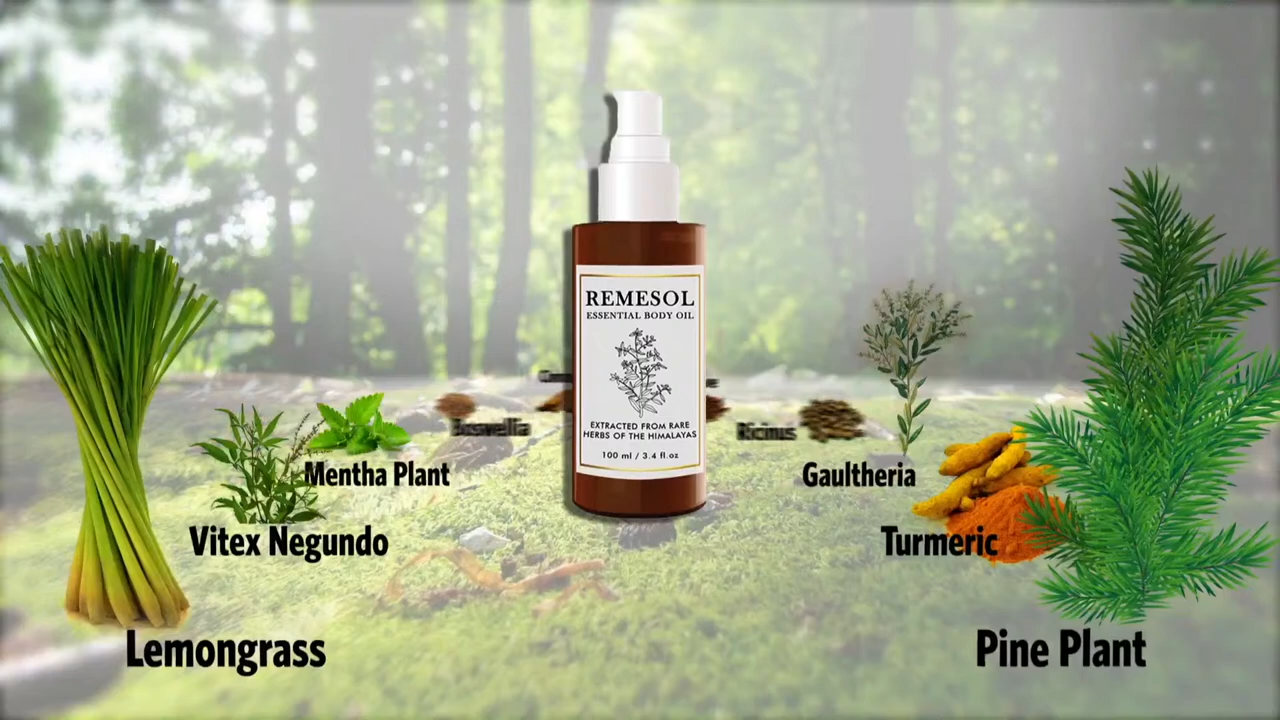 REMESOL
ESSENTIAL BODY OIL
EXTRACTED FROM RARE
HERBS OF THE HIMALAYAS
100 ml / 3.4 fl.oz
Boswellia
Ricinus
Mentha Plant
Gaultheria
Vitex Negundo
Turmeric
Lemongrass
Pine Plant